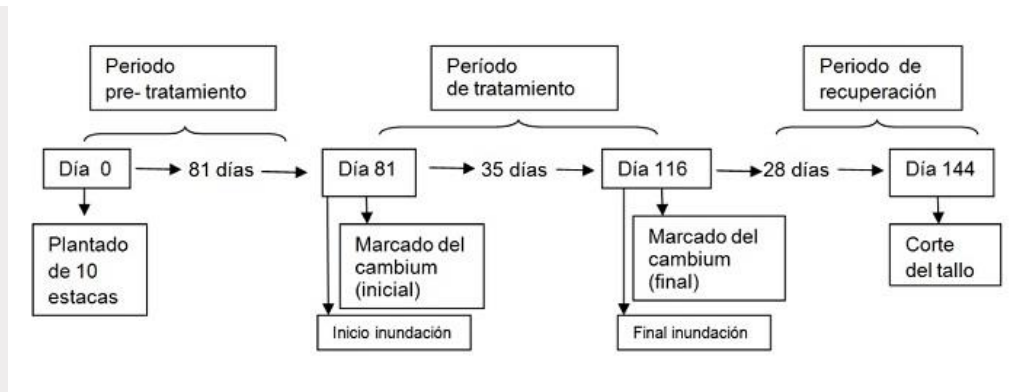 Periodo
pre- tratamiento
Período
de tratamiento
Periodo de
recuperación
Día 0
81 días
Día 81
35 días
Día 116
28 días
Día 144
Plantado
de 10
estacas
Marcado del
cambium
(inicial)
Inicio inundación
Marcado del
cambium
(final)
Final inundación
Corte
del tallo